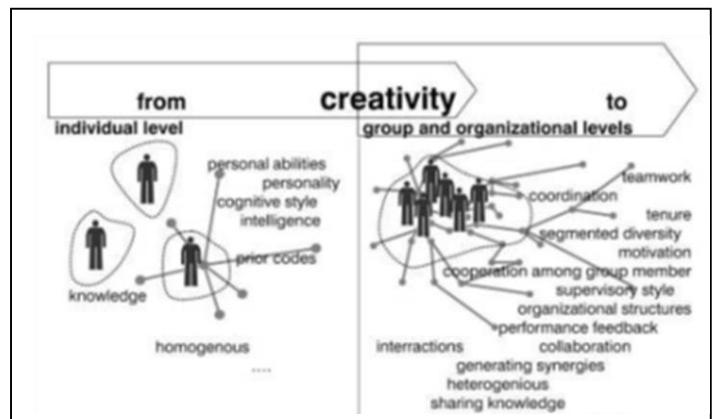 from
creativity
to
individual level
group and organizational levels
personal abilities
personality
cognitive style
intelligence
prior codes
knowledge
homogenous
....
teamwork
coordination
tenure
segmented diversity
motivation
cooperation among group member
supervisory style
organizational structures
performance feedback
interractions
collaboration
generating synergies
heterogenious
sharing knowledge